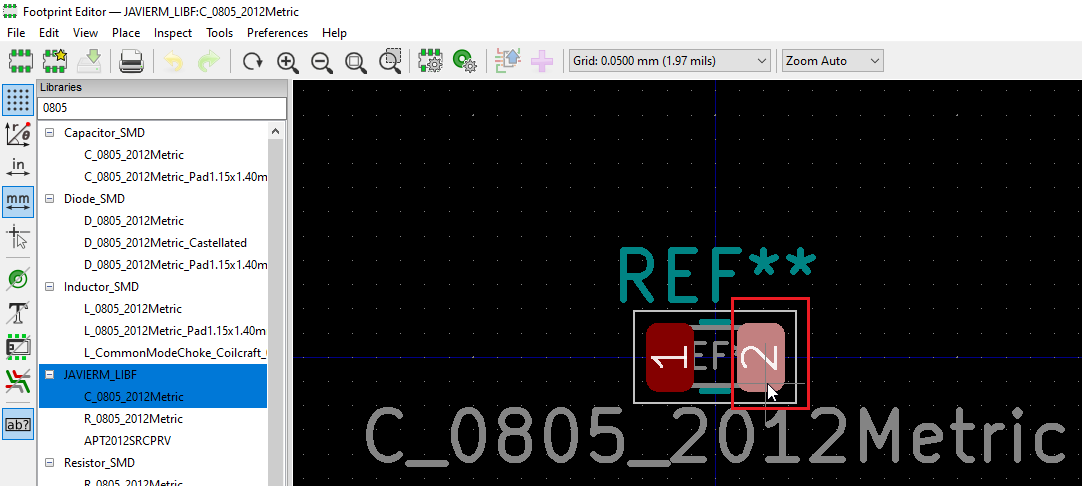 Footprint Editor — JAVIERM_LIBF:C_0805_2012Metric
File Edit View Place Inspect Tools Preferences Help
Grid: 0.0500 mm (1.97 mils)
Zoom Auto
Libraries
0805
Capacitor_SMD
C_0805_2012Metric
C_0805_2012Metric_Pad1.15x1.40m
Diode_SMD
D_0805_2012Metric
D_0805_2012Metric_Castellated
D_0805_2012Metric_Pad1.15x1.40m
Inductor_SMD
L_0805_2012Metric
L_0805_2012Metric_Pad1.15x1.40m
L_CommonModeChoke_Coilcraft_
JAVIERM_LIBF
C_0805_2012Metric
R_0805_2012Metric
APT2012SRCPRV
Resistor_SMD
R_0805_2012Metric
in
mm
ab?
REF**
1
EF*
2
C_0805_2012Metric